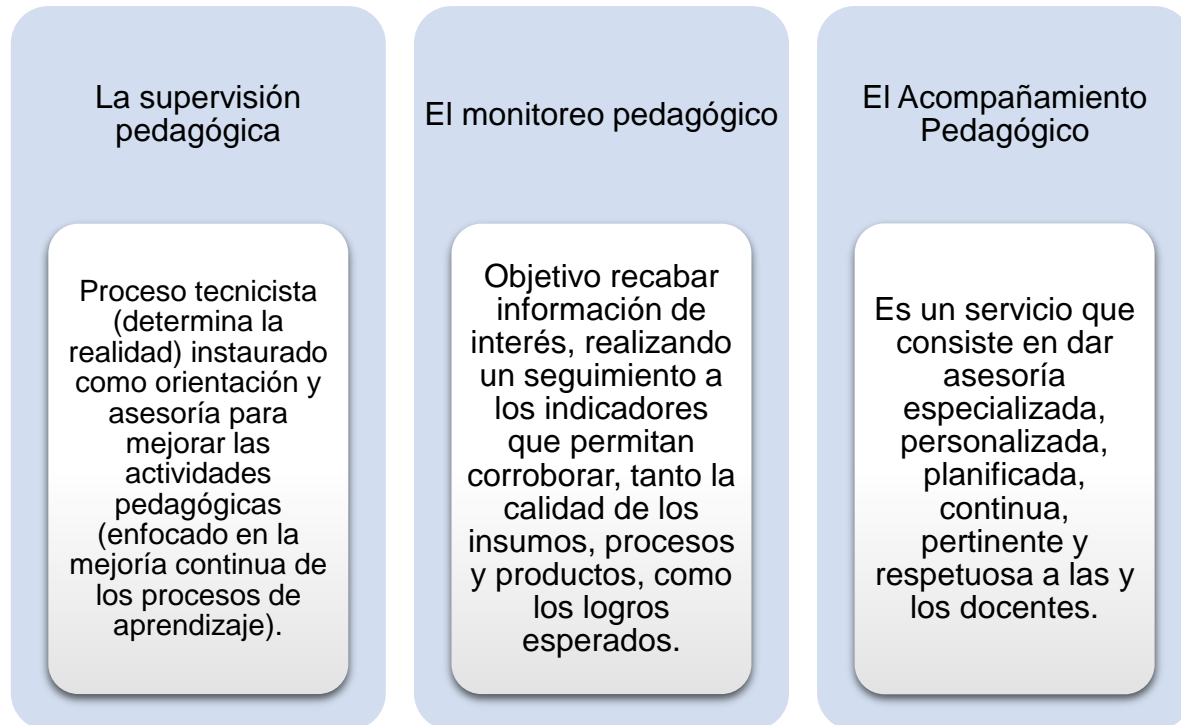 La supervisión
pedagógica
Proceso tecnicista
(determina la
realidad) instaurado
como orientación y
asesoría para
mejorar las
actividades
pedagógicas
(enfocado en la
mejoría continua de
los procesos de
aprendizaje).
El monitoreo pedagógico
Objetivo recabar
información de
interés, realizando
un seguimiento a
los indicadores
que permitan
corroborar, tanto la
calidad de los
insumos, procesos
y productos, como
los logros
esperados.
El Acompañamiento
Pedagógico
Es un servicio que
consiste en dar
asesoría
especializada,
personalizada,
planificada,
continua,
pertinente y
respetuosa a las y
los docentes.